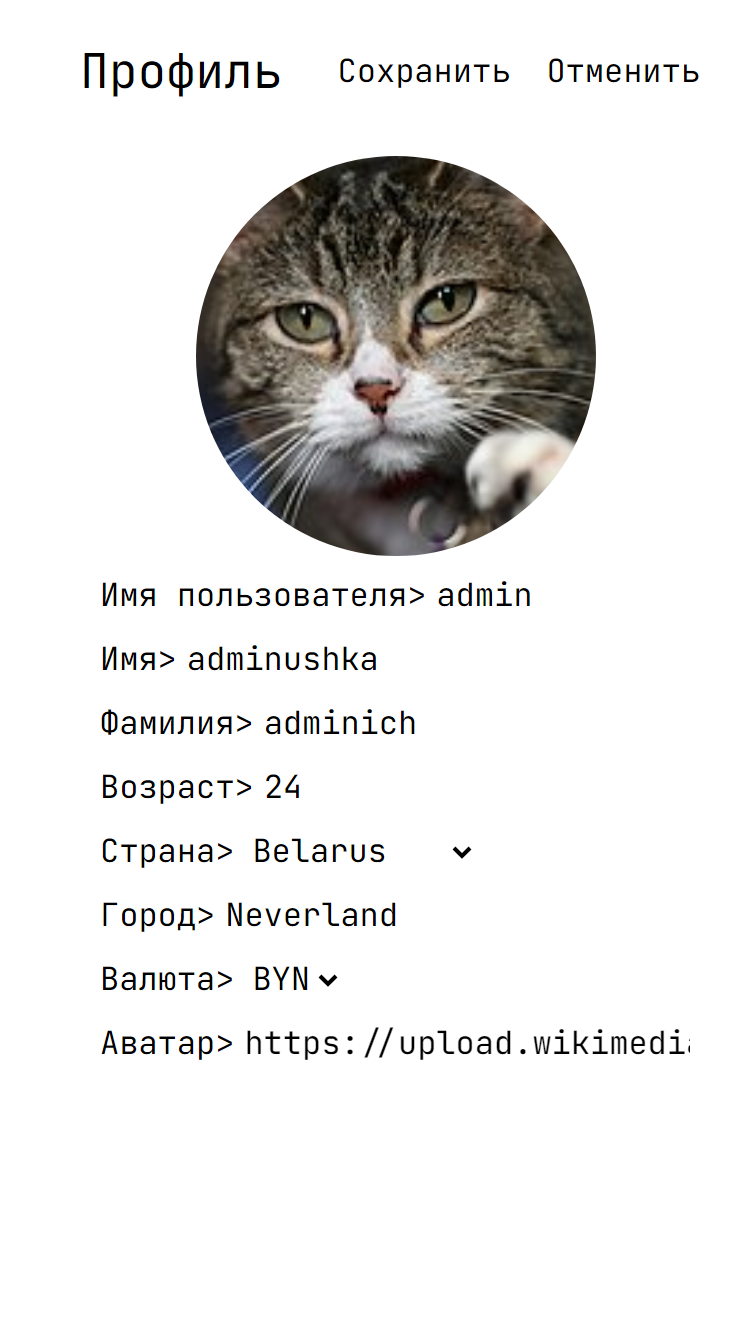 Профиль Сохранить Отменить
Имя пользователя> admin
Имя> adminushka
Фамилия> adminich
Возраст> 24
Страна> Belarus
Город> Neverland
Валюта> BYN
Аватар> https://upload.wikimedia